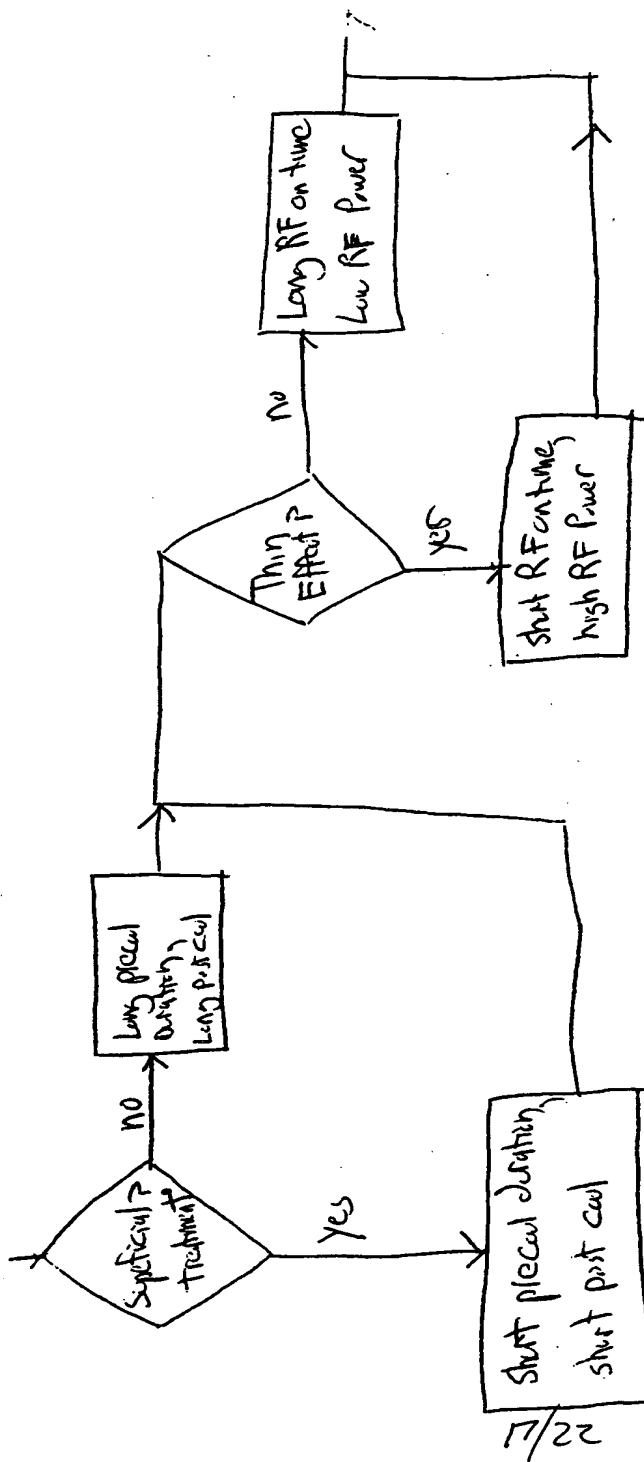 Superficial?
treatment
no
Long precool
duration,
Long post cool
Yes
Short precool duration,
short post cool
Thin
Effect?
no
Long RF on time
Low RF Power
yes
Short RF on time,
high RF Power
17/22